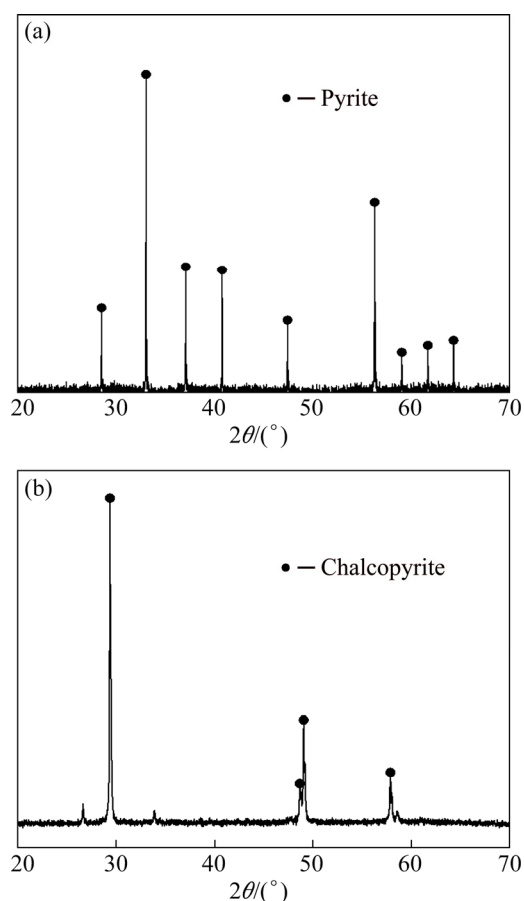 (a)
● — Pyrite
20 30 40 50 60 70
2θ/(°)
(b)
● — Chalcopyrite
20 30 40 50 60 70
2θ/(°)